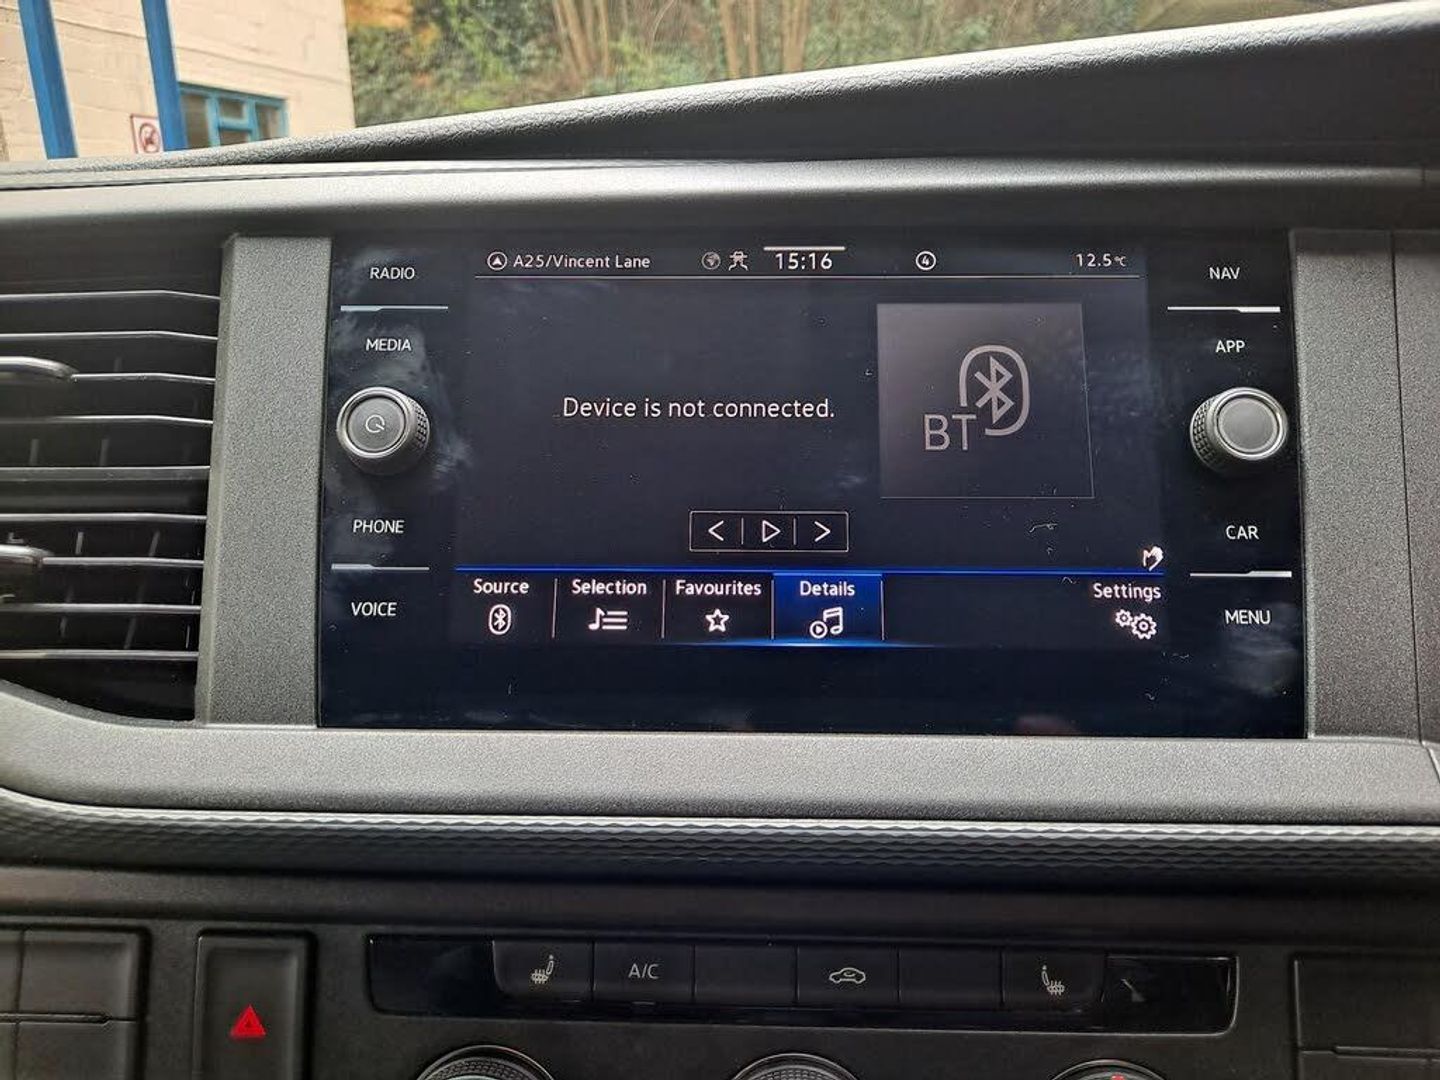 RADIO
MEDIA
PHONE
VOICE
A25/Vincent Lane 15:16 4 12.5°C
Device is not connected.
BT
Source Selection Favourites Details Settings
NAV
APP
CAR
MENU
A/C